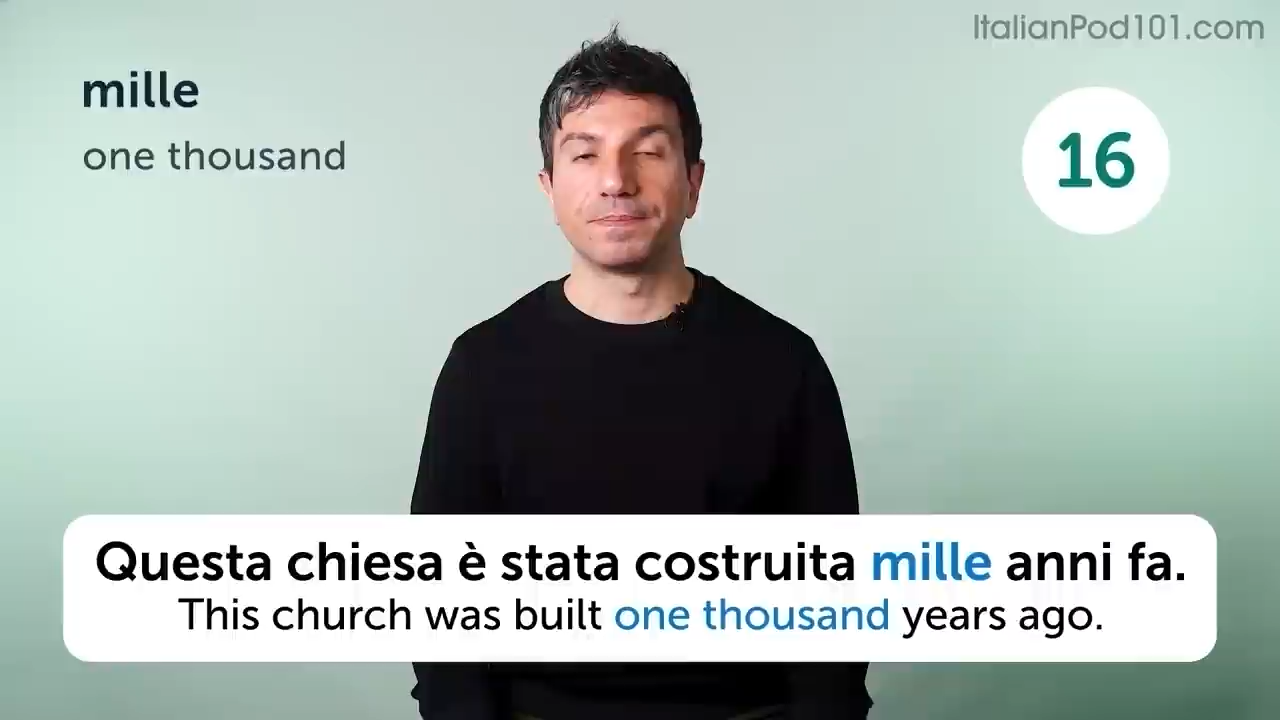 ItalianPod101.com
mille
one thousand
16
Questa chiesa è stata costruita mille anni fa.
This church was built one thousand years ago.